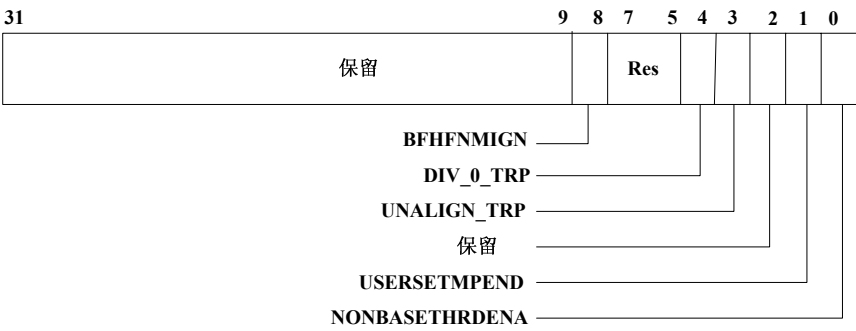 31 9 8 7 5 4 3 2 1 0
保留 Res
BFHFNMIGN
DIV_0_TRP
UNALIGN_TRP
保留
USERSETMPEND
NONBASETHRDENA